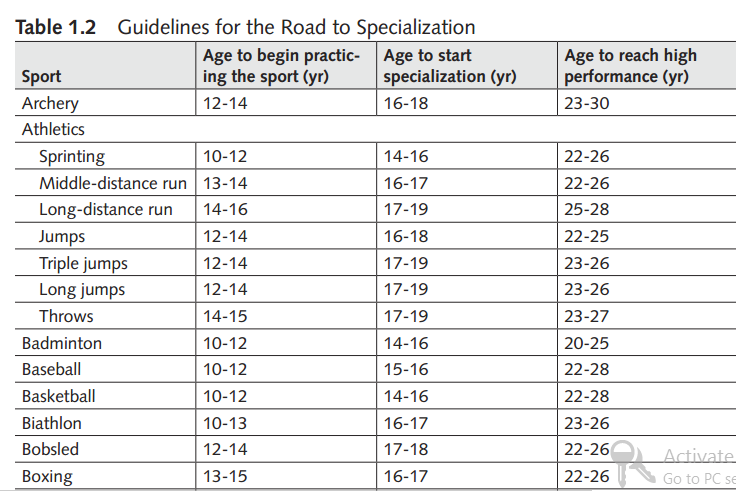 Table 1.2 Guidelines for the Road to Specialization
Sport Age to begin practic-ing the sport (yr) Age to start specialization (yr) Age to reach high performance (yr)
Archery 12-14 16-18 23-30
Athletics
Sprinting 10-12 14-16 22-26
Middle-distance run 13-14 16-17 22-26
Long-distance run 14-16 17-19 25-28
Jumps 12-14 16-18 22-25
Triple jumps 12-14 17-19 23-26
Long jumps 12-14 17-19 23-26
Throws 14-15 17-19 23-27
Badminton 10-12 14-16 20-25
Baseball 10-12 15-16 22-28
Basketball 10-12 14-16 22-28
Biathlon 10-13 16-17 23-26
Bobsled 12-14 17-18 22-26
Boxing 13-15 16-17 22-26
Activate
Go to PC se